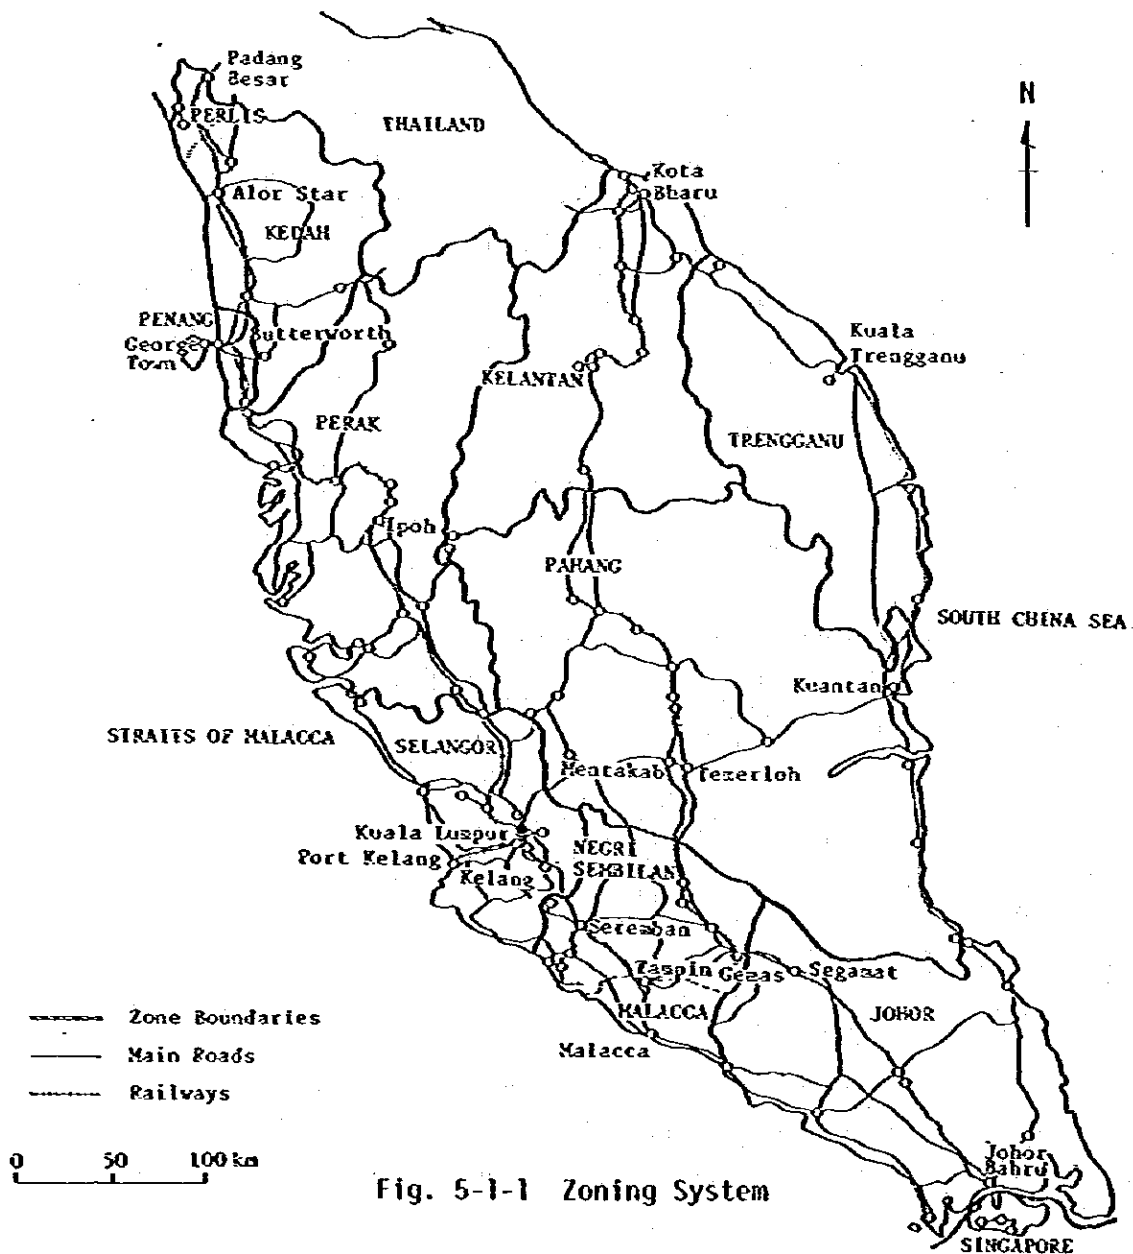 Padang
Besar
PERLIS
THAILAND
N
Kota
Bharu
Alor Star
KEDAH
PENANG
Butterworth
George
Town
Kuala
Trengganu
KELANTAN
PERAK
TRENGGANU
Ipoh
PAHANG
SOUTH CHINA SEA
Kuantan
STRAITS OF MALACCA
SELANGOR
Mentakab
Temerloh
Kuala Lumpur
NEGRI
SEMBILAN
Port Kelang
Kelang
Seremban
Tampin
Gemas
Segamat
MALACCA
JOHOR
Malacca
Zone Boundaries
Main Roads
Railways
0 50 100 km
Johor
Bahru
SINGAPORE
Fig. 5-1-1 Zoning System